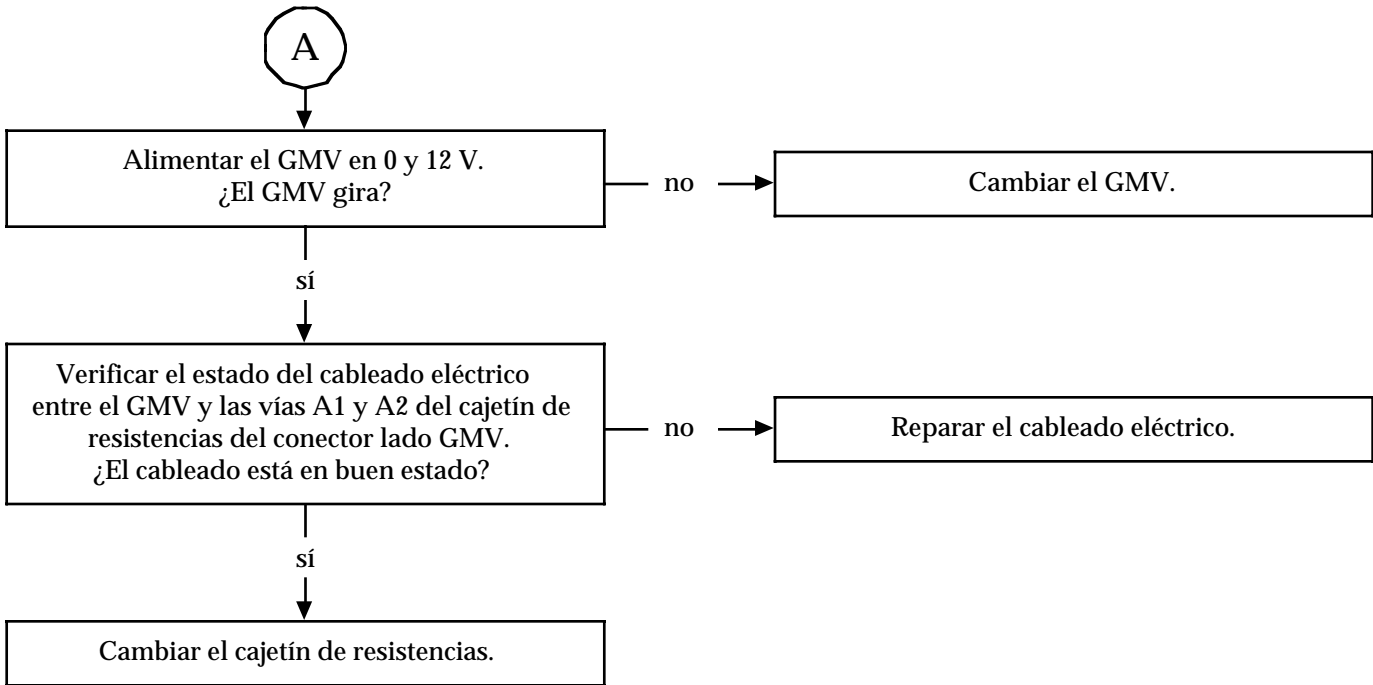 A
Alimentar el GMV en 0 y 12 V.
¿El GMV gira?
no
Cambiar el GMV.
sí
Verificar el estado del cableado eléctrico
entre el GMV y las vías A1 y A2 del cajetín de
resistencias del conector lado GMV.
¿El cableado está en buen estado?
no
Reparar el cableado eléctrico.
sí
Cambiar el cajetín de resistencias.